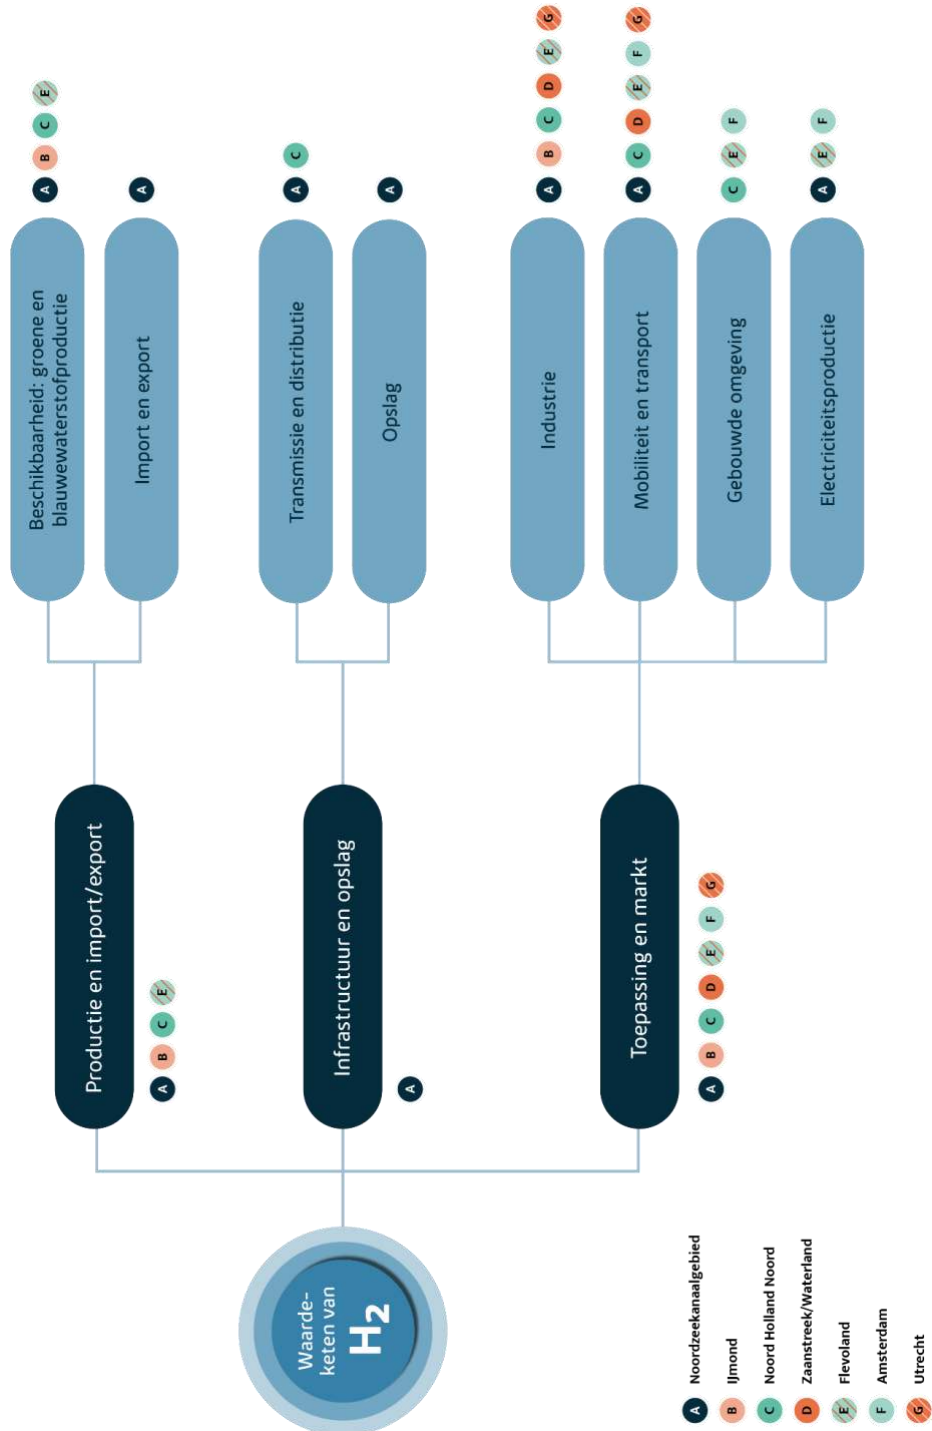 Waarde-
keten van
H2
Productie en import/export
A B C E
Beschikbaarheid: groene en
blauwewaterstofproductie
A B C E
Import en export
A
Infrastructuur en opslag
A
Transmissie en distributie
A C
Opslag
A
Toepassing en markt
A B C D E F G
Industrie
A B C D E G
Mobiliteit en transport
A C D E F G
Gebouwde omgeving
C E F
Electriciteitsproductie
A E F
A Noordzeekanaalgebied
B IJmond
C Noord Holland Noord
D Zaanstreek/Waterland
E Flevoland
F Amsterdam
G Utrecht